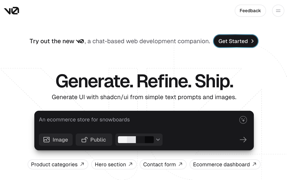 v0
Feedback
Try out the new v0, a chat-based web development companion. Get Started
Generate. Refine. Ship.
Generate UI with shadcn/ui from simple text prompts and images.
An ecommerce store for snowboards
Image Public
Product categories Hero section Contact form Ecommerce dashboard